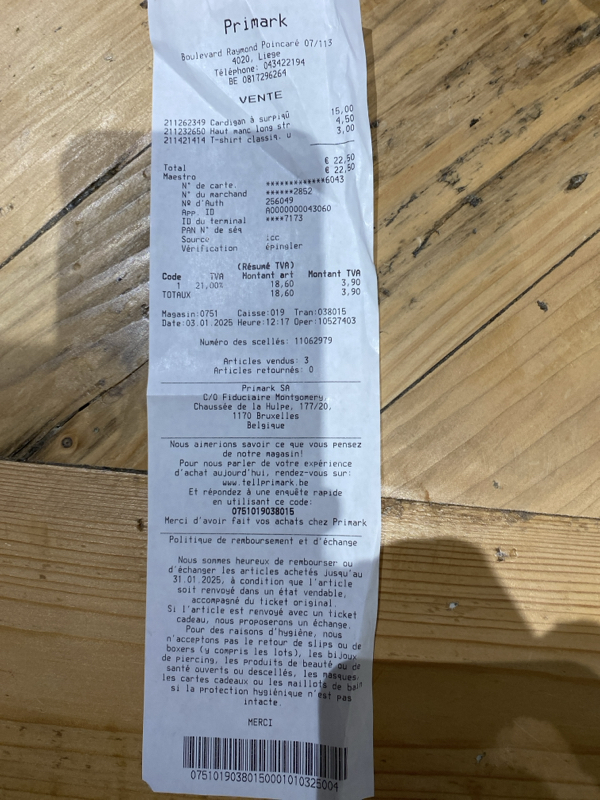 Primark
Boulevard Raymond Poincaré 07/113
4020, Liege
Téléphone: 043422194
BE 0817296264
VENTE
211262349 Cardigan à surpiqû 15,00
211232650 Haut manc long str 4,50
211421414 T-shirt classiq. u 3,00
Total € 22,50
Maestro € 22,50
N° de carte. *************6043
N° du marchand ******2852
Nº d'Auth 256049
App. ID A0000000043060
ID du terminal ****7173
PAN N° de séq
Source icc
Vérification épingler
(Résumé TVA)
Code TVA Montant art Montant TVA
1 21,00% 18,60 3,90
TOTAUX 18,60 3,90
Magasin:0751 Caisse:019 Tran:038015
Date:03.01.2025 Heure:12:17 Oper:10527403
Numéro des scellés: 11062979
Articles vendus: 3
Articles retournés: 0
Primark SA
C/O Fiduciaire Montgomery,
Chaussée de la Hulpe, 177/20,
1170 Bruxelles
Belgique
Nous aimerions savoir ce que vous pensez
de notre magasin!
Pour nous parler de votre expérience
d'achat aujourd'hui, rendez-vous sur:
www.tellprimark.be
Et répondez à une enquête rapide
en utilisant ce code:
0751019038015
Merci d'avoir fait vos achats chez Primark
Politique de remboursement et d'échange
Nous sommes heureux de rembourser ou
d'échanger les articles achetés jusqu'au
31.01.2025, à condition que l'article
soit renvoyé dans un état vendable,
accompagné du ticket original.
Si l'article est renvoyé avec un ticket
cadeau, nous proposerons un échange.
Pour des raisons d'hygiène, nous
n'acceptons pas le retour de slips ou de
boxers (y compris les lots), les bijoux
de piercing, les produits de beauté ou de
santé ouverts ou descellés, les masques,
les cartes cadeaux ou les maillots de bain
si la protection hygiénique n'est pas
intacte.
MERCI
07510190380150001010325004